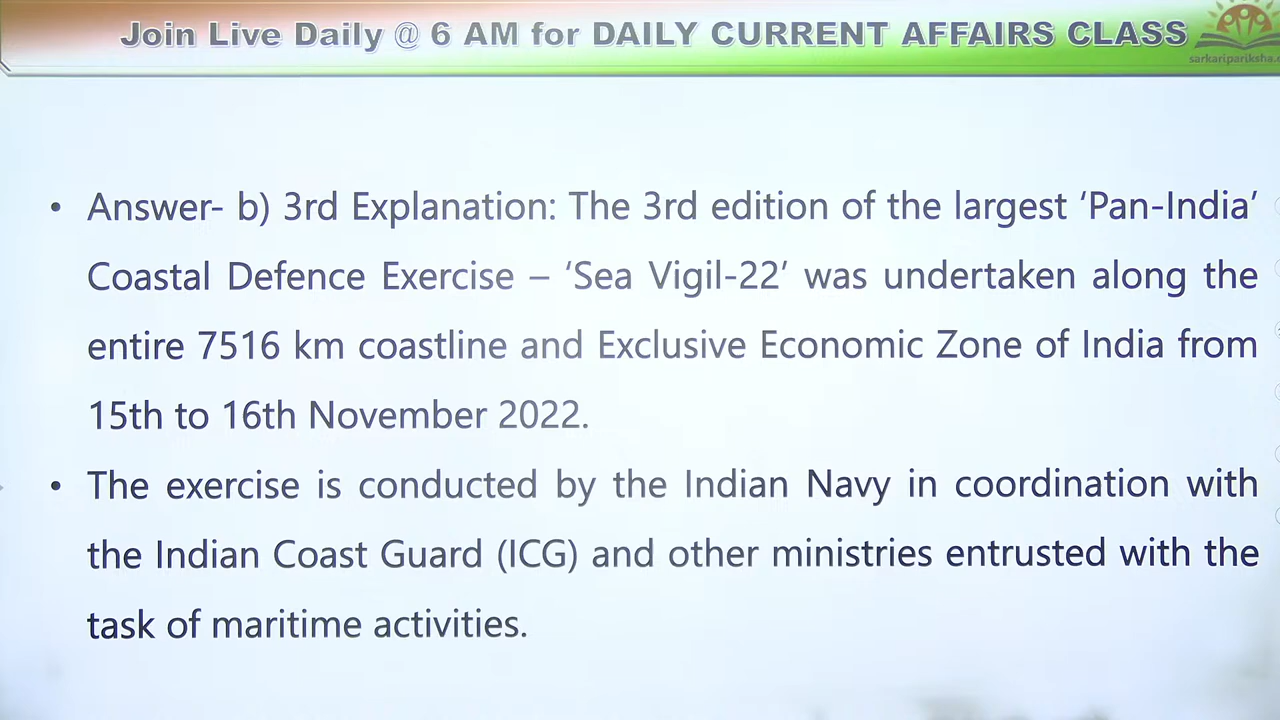 Join Live Daily @ 6 AM for DAILY CURRENT AFFAIRS CLASS
• Answer- b) 3rd Explanation: The 3rd edition of the largest ‘Pan-India’
Coastal Defence Exercise – ‘Sea Vigil-22’ was undertaken along the
entire 7516 km coastline and Exclusive Economic Zone of India from
15th to 16th November 2022.
• The exercise is conducted by the Indian Navy in coordination with
the Indian Coast Guard (ICG) and other ministries entrusted with the
task of maritime activities.